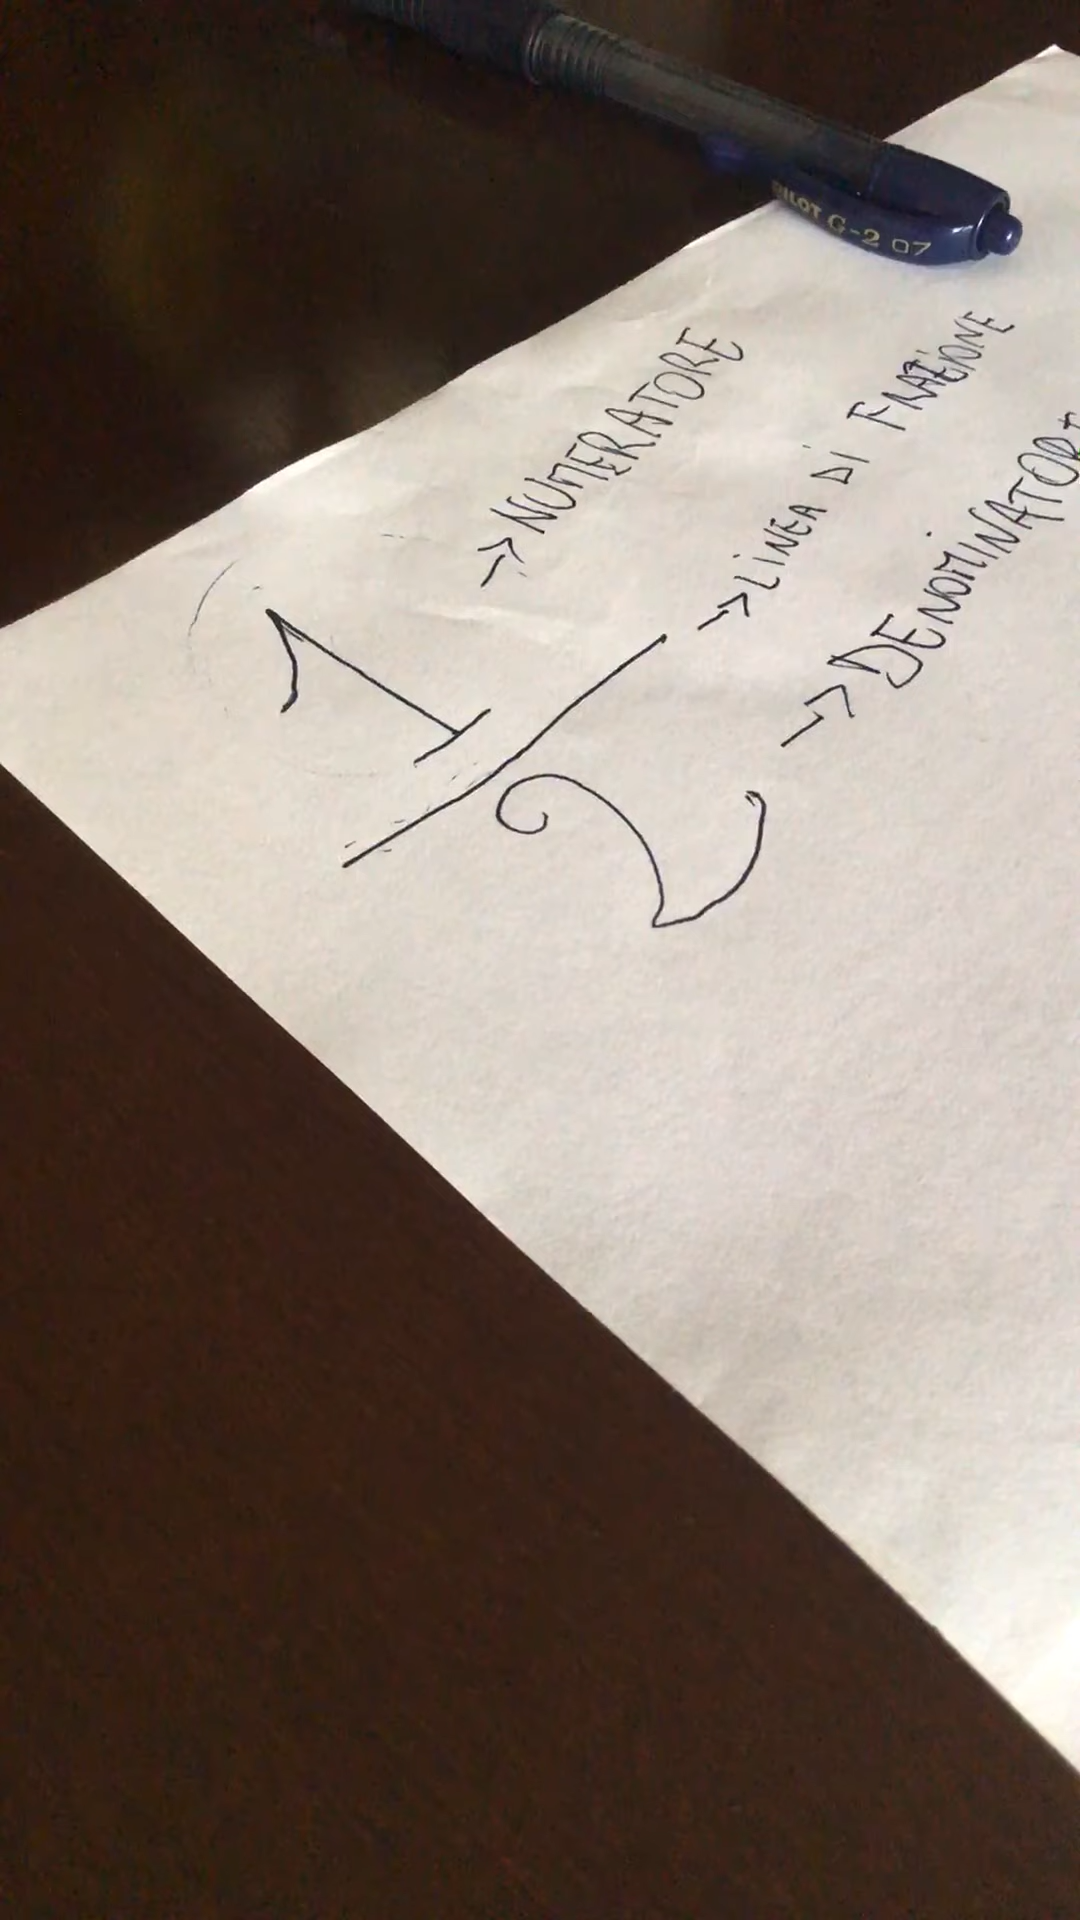 PILOT G-2 07
1 → NUMERATORE
→ LINEA DI FRAZIONE
2 → DENOMINATORE